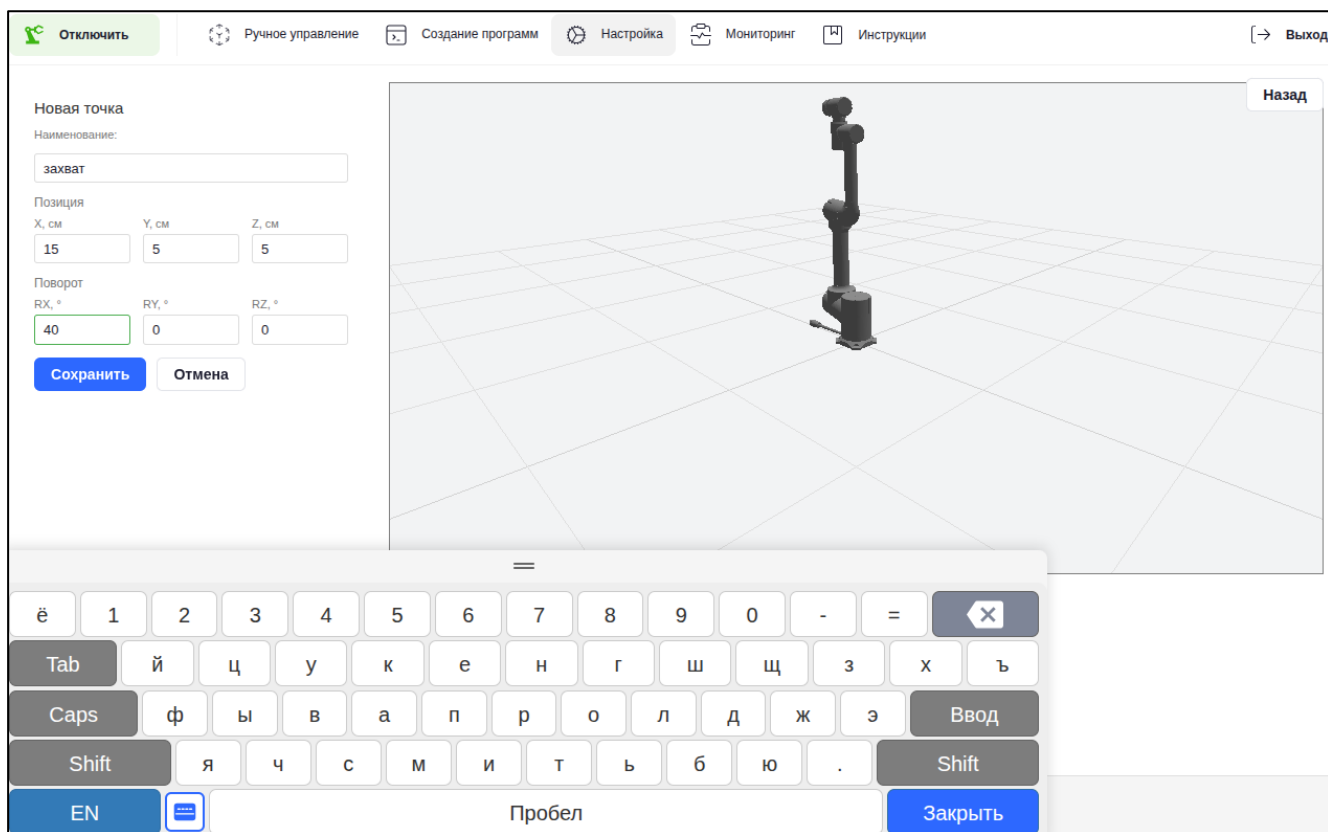 Отключить Ручное управление Создание программ Настройка Мониторинг Инструкции Выход
Назад
Новая точка
Наименование:
захват
Позиция
X, см Y, см Z, см
15 5 5
Поворот
RX, ° RY, ° RZ, °
40 0 0
Сохранить Отмена
ё 1 2 3 4 5 6 7 8 9 0 - =
Tab й ц у к е н г ш щ з х ъ
Caps ф ы в а п р о л д ж э Ввод
Shift я ч с м и т ь б ю . Shift
EN Пробел Закрыть